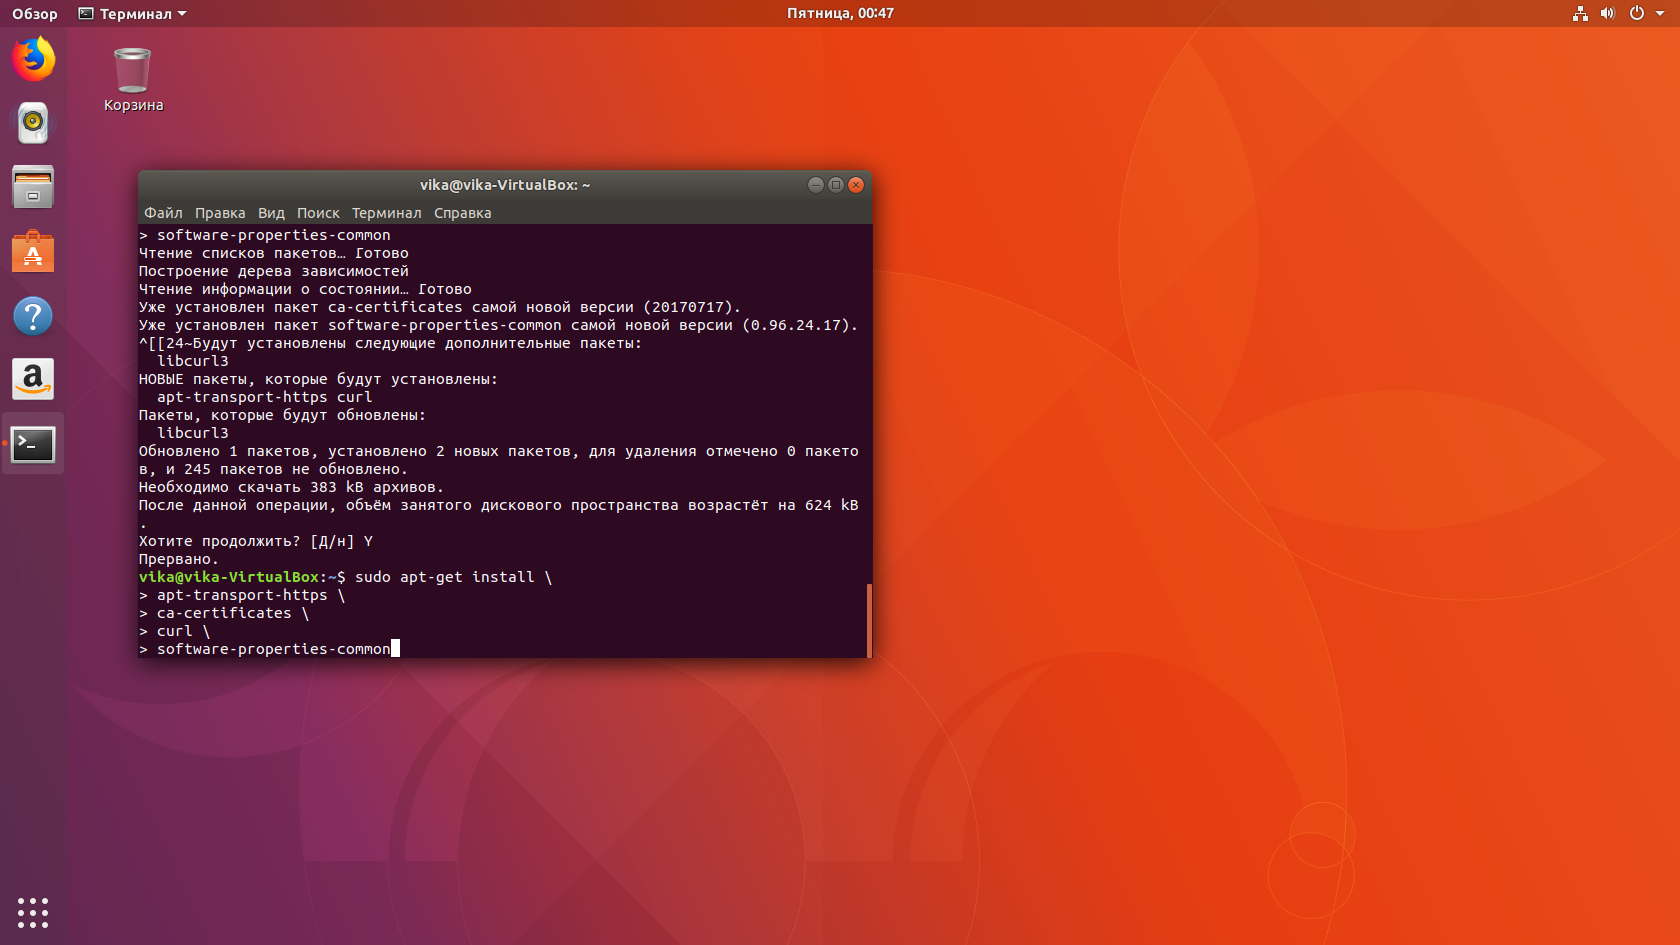 Обзор
Терминал
Пятница, 00:47
Корзина
vika@vika-VirtualBox: ~
Файл Правка Вид Поиск Терминал Справка
> software-properties-common
Чтение списков пакетов… Готово
Построение дерева зависимостей
Чтение информации о состоянии… Готово
Уже установлен пакет ca-certificates самой новой версии (20170717).
Уже установлен пакет software-properties-common самой новой версии (0.96.24.17).
^[[24~Будут установлены следующие дополнительные пакеты:
libcurl3
НОВЫЕ пакеты, которые будут установлены:
apt-transport-https curl
Пакеты, которые будут обновлены:
libcurl3
Обновлено 1 пакетов, установлено 2 новых пакетов, для удаления отмечено 0 пакето
в, и 245 пакетов не обновлено.
Необходимо скачать 383 kB архивов.
После данной операции, объём занятого дискового пространства возрастёт на 624 kB
.
Хотите продолжить? [Д/н] Y
Прервано.
vika@vika-VirtualBox:~$ sudo apt-get install \
> apt-transport-https \
> ca-certificates \
> curl \
> software-properties-common